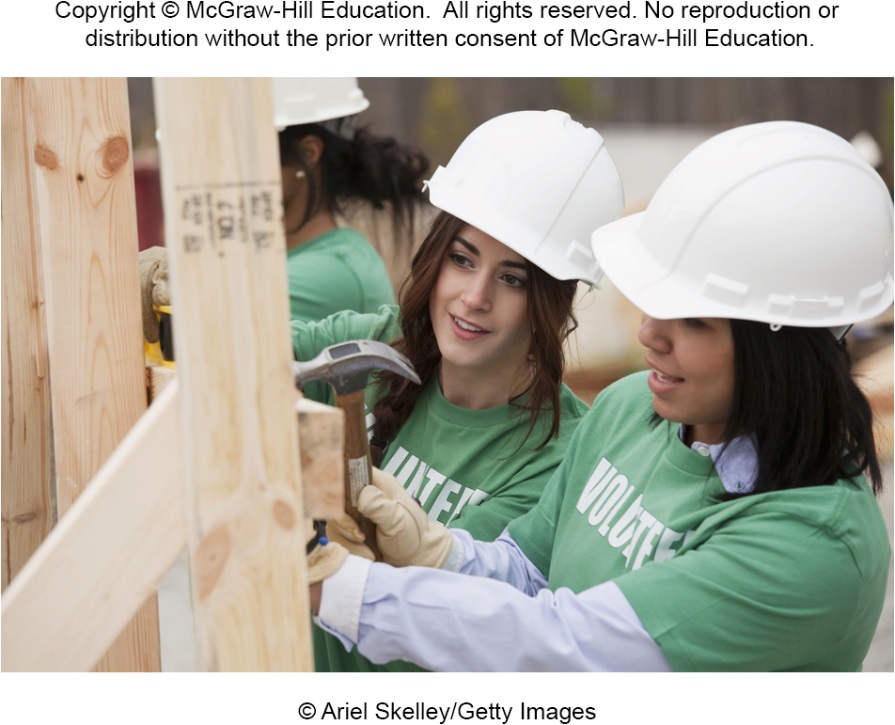 Copyright © McGraw-Hill Education.  All rights reserved. No reproduction or
distribution without the prior written consent of McGraw-Hill Education.
VOLUNTEE
© Ariel Skelley/Getty Images